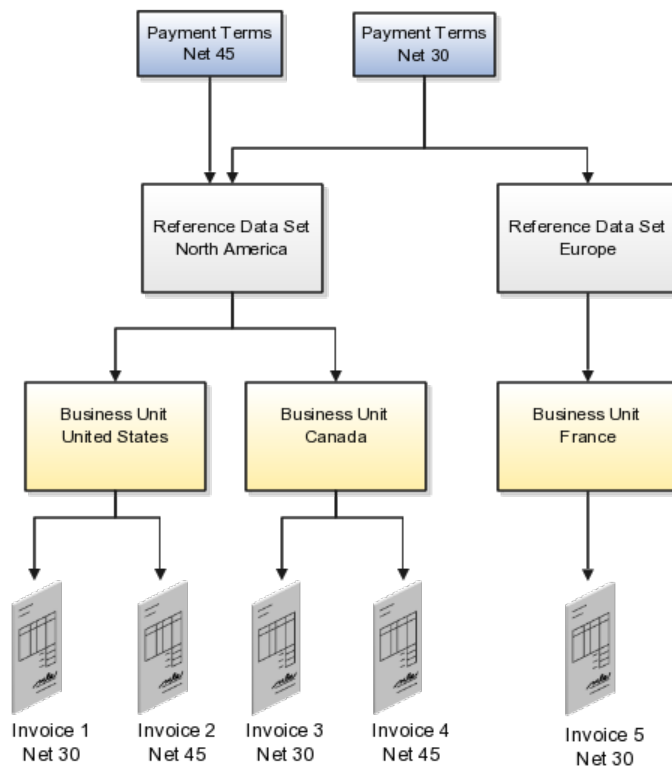 Payment Terms
Net 45
Payment Terms
Net 30
Reference Data Set
North America
Reference Data Set
Europe
Business Unit
United States
Business Unit
Canada
Business Unit
France
Invoice 1
Net 30
Invoice 2
Net 45
Invoice 3
Net 30
Invoice 4
Net 45
Invoice 5
Net 30